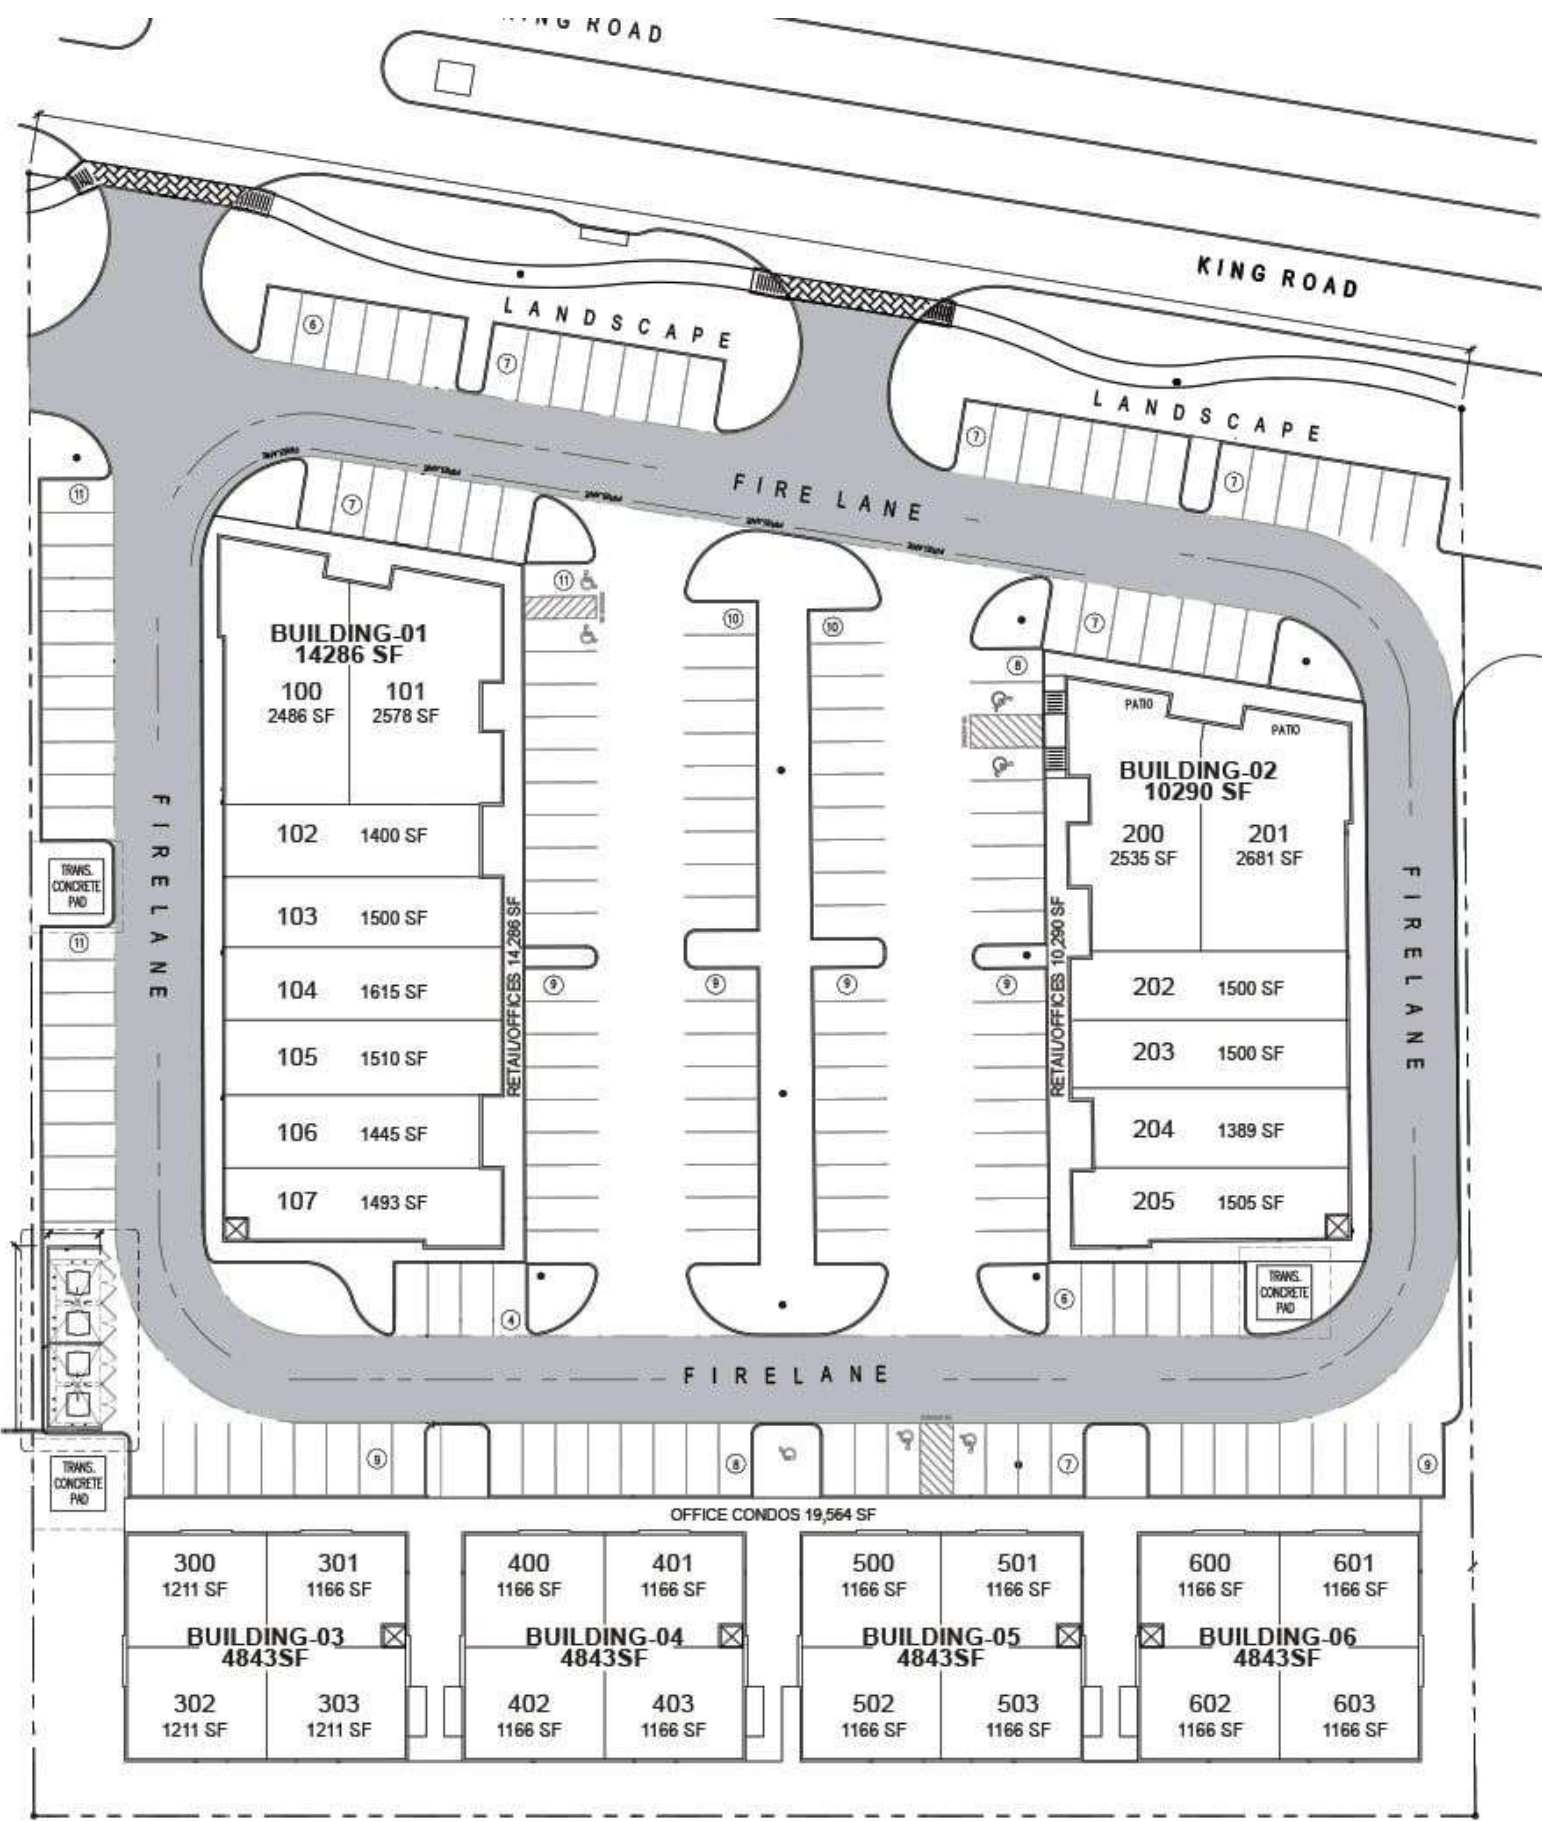 ROAD
KING ROAD
LANDSCAPE
LANDSCAPE
6
7
7
7
FIRE LANE
11
7
11
10
10
8
7
BUILDING-01
14286 SF
100
2486 SF
101
2578 SF
102 1400 SF
103 1500 SF
104 1615 SF
105 1510 SF
106 1445 SF
107 1493 SF
RETAIL/OFFICES 14,286 SF
PATIO
PATIO
BUILDING-02
10290 SF
200
2535 SF
201
2681 SF
202 1500 SF
203 1500 SF
204 1389 SF
205 1505 SF
RETAIL/OFFICES 10,290 SF
FIRELANE
FIRELANE
TRANS.
CONCRETE
PAD
11
9
9
9
9
4
6
TRANS.
CONCRETE
PAD
FIRELANE
9
8
7
9
TRANS.
CONCRETE
PAD
OFFICE CONDOS 19,564 SF
300
1211 SF
301
1166 SF
BUILDING-03
4843SF
302
1211 SF
303
1211 SF
400
1166 SF
401
1166 SF
BUILDING-04
4843SF
402
1166 SF
403
1166 SF
500
1166 SF
501
1166 SF
BUILDING-05
4843SF
502
1166 SF
503
1166 SF
600
1166 SF
601
1166 SF
BUILDING-06
4843SF
602
1166 SF
603
1166 SF